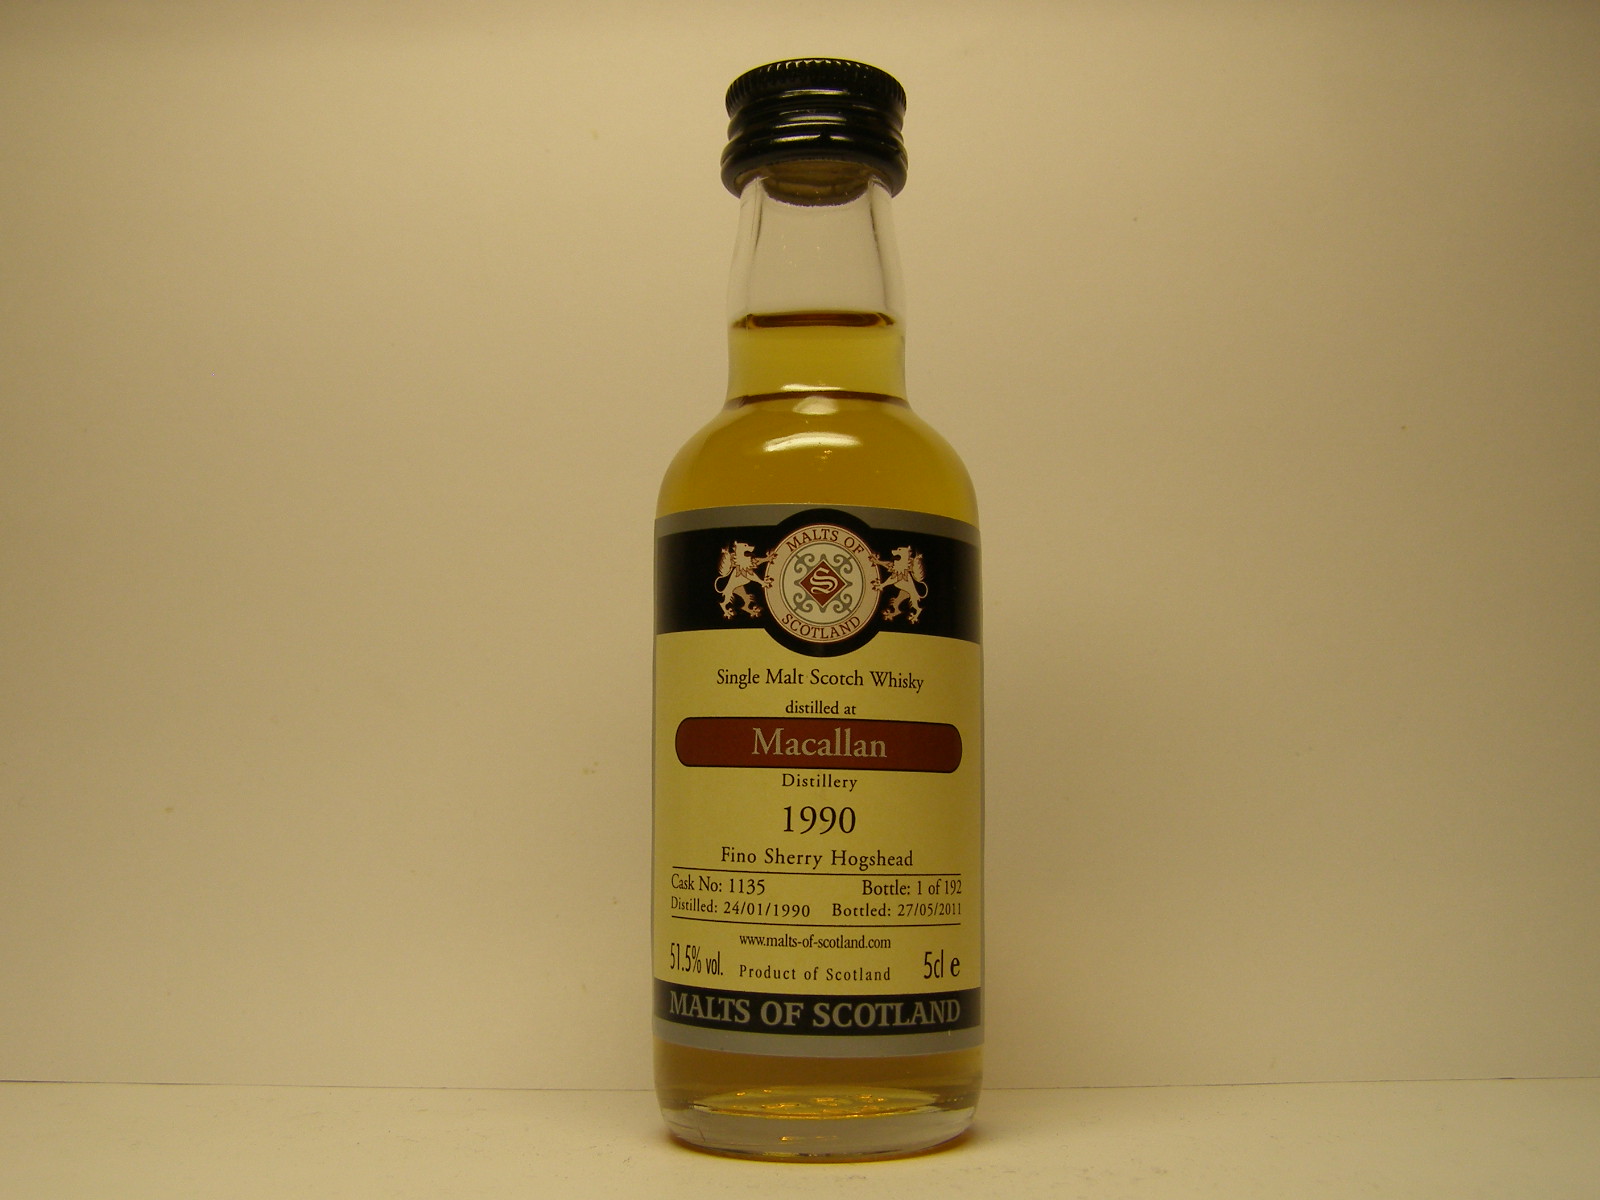 MALTS OF
S
SCOTLAND
Single Malt Scotch Whisky
distilled at
Macallan
Distillery
1990
Fino Sherry Hogshead
Cask No: 1135 Bottle: 1 of 192
Distilled: 24/01/1990 Bottled: 27/05/2011
www.malts-of-scotland.com
51.5% vol. Product of Scotland 5cl e
MALTS OF SCOTLAND